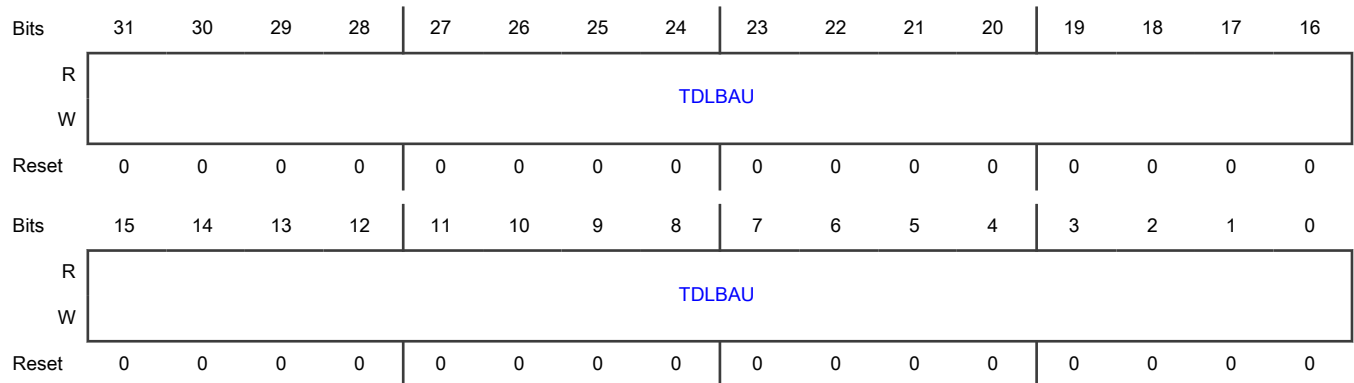 Bits 31 30 29 28 27 26 25 24 23 22 21 20 19 18 17 16
R
TDLBAU
W
Reset 0 0 0 0 0 0 0 0 0 0 0 0 0 0 0 0
Bits 15 14 13 12 11 10 9 8 7 6 5 4 3 2 1 0
R
TDLBAU
W
Reset 0 0 0 0 0 0 0 0 0 0 0 0 0 0 0 0